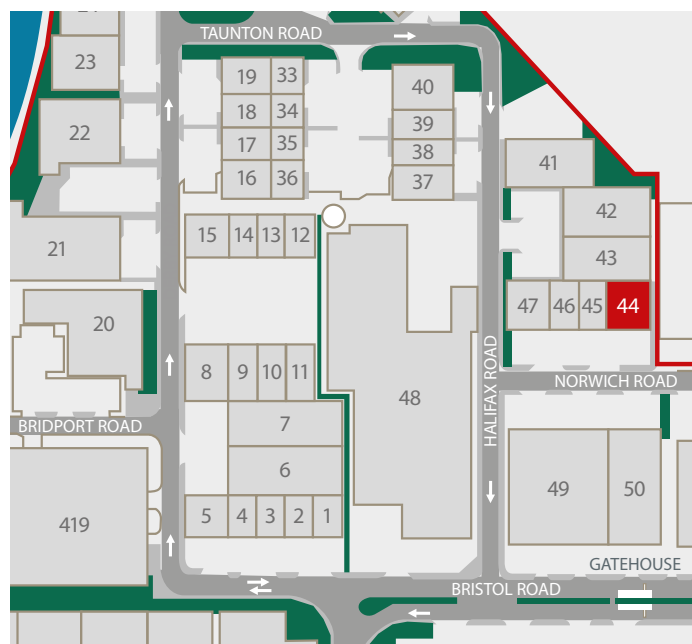 TAUNTON ROAD
23
22
21
20
BRIDPORT ROAD
419
19 33
18 34
17 35
16 36
40
39
38
37
15 14 13 12
8 9 10 11
7
6
5 4 3 2 1
48
HALIFAX ROAD
41
42
43
47 46 45 44
NORWICH ROAD
49 50
GATEHOUSE
BRISTOL ROAD